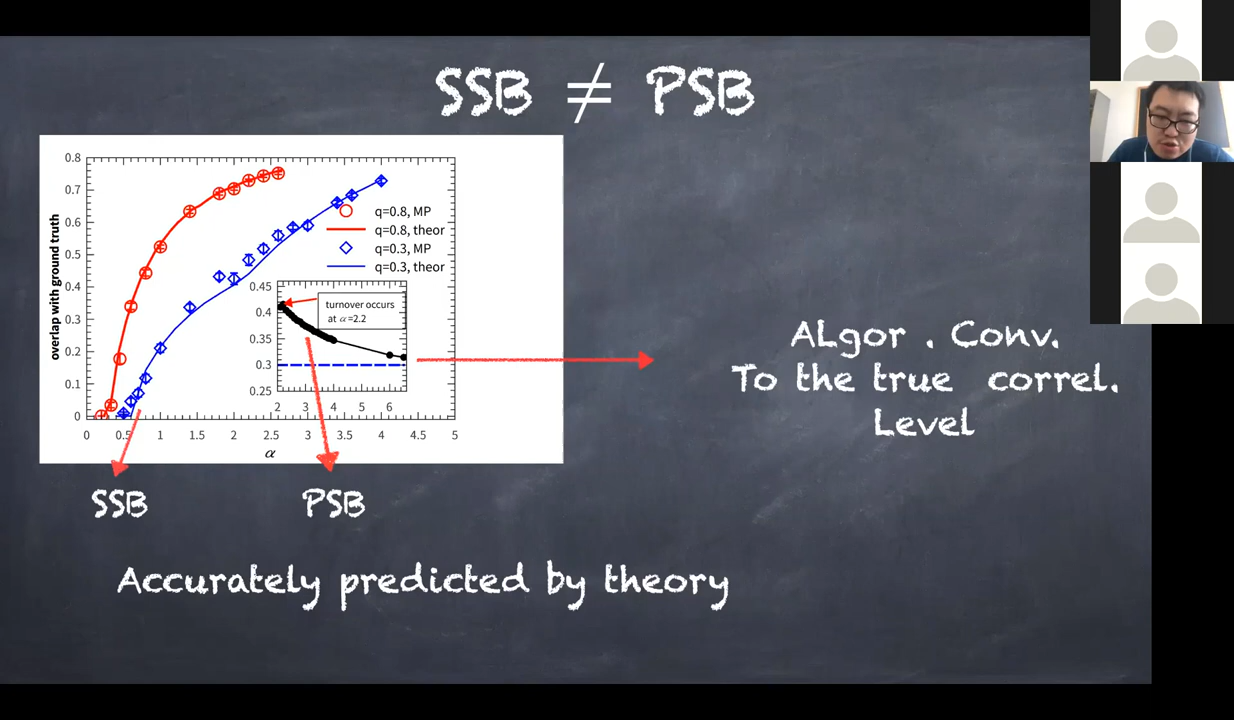 SSB ≠ PSB
overlap with ground truth
0.8
0.7
0.6
0.5
0.4
0.3
0.2
0.1
0
0 0.5 1 1.5 2 2.5 3 3.5 4 4.5 5
α
q=0.8, MP
q=0.8, theor
q=0.3, MP
q=0.3, theor
0.45
0.4
0.35
0.3
0.25
2 3 4 5 6
turnover occurs
at α=2.2
SSB
PSB
ALgor . Conv.
To the true correl.
Level
Accurately predicted by theory